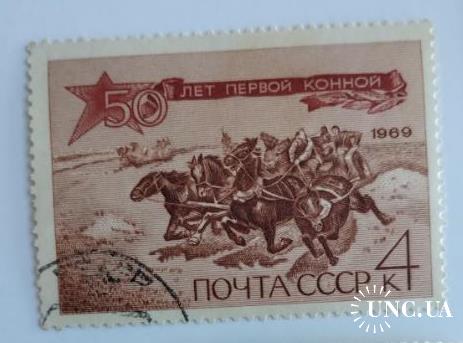 50 ЛЕТ ПЕРВОЙ КОННОЙ
1969
ПОЧТА СССР 4 К
UNC.UA